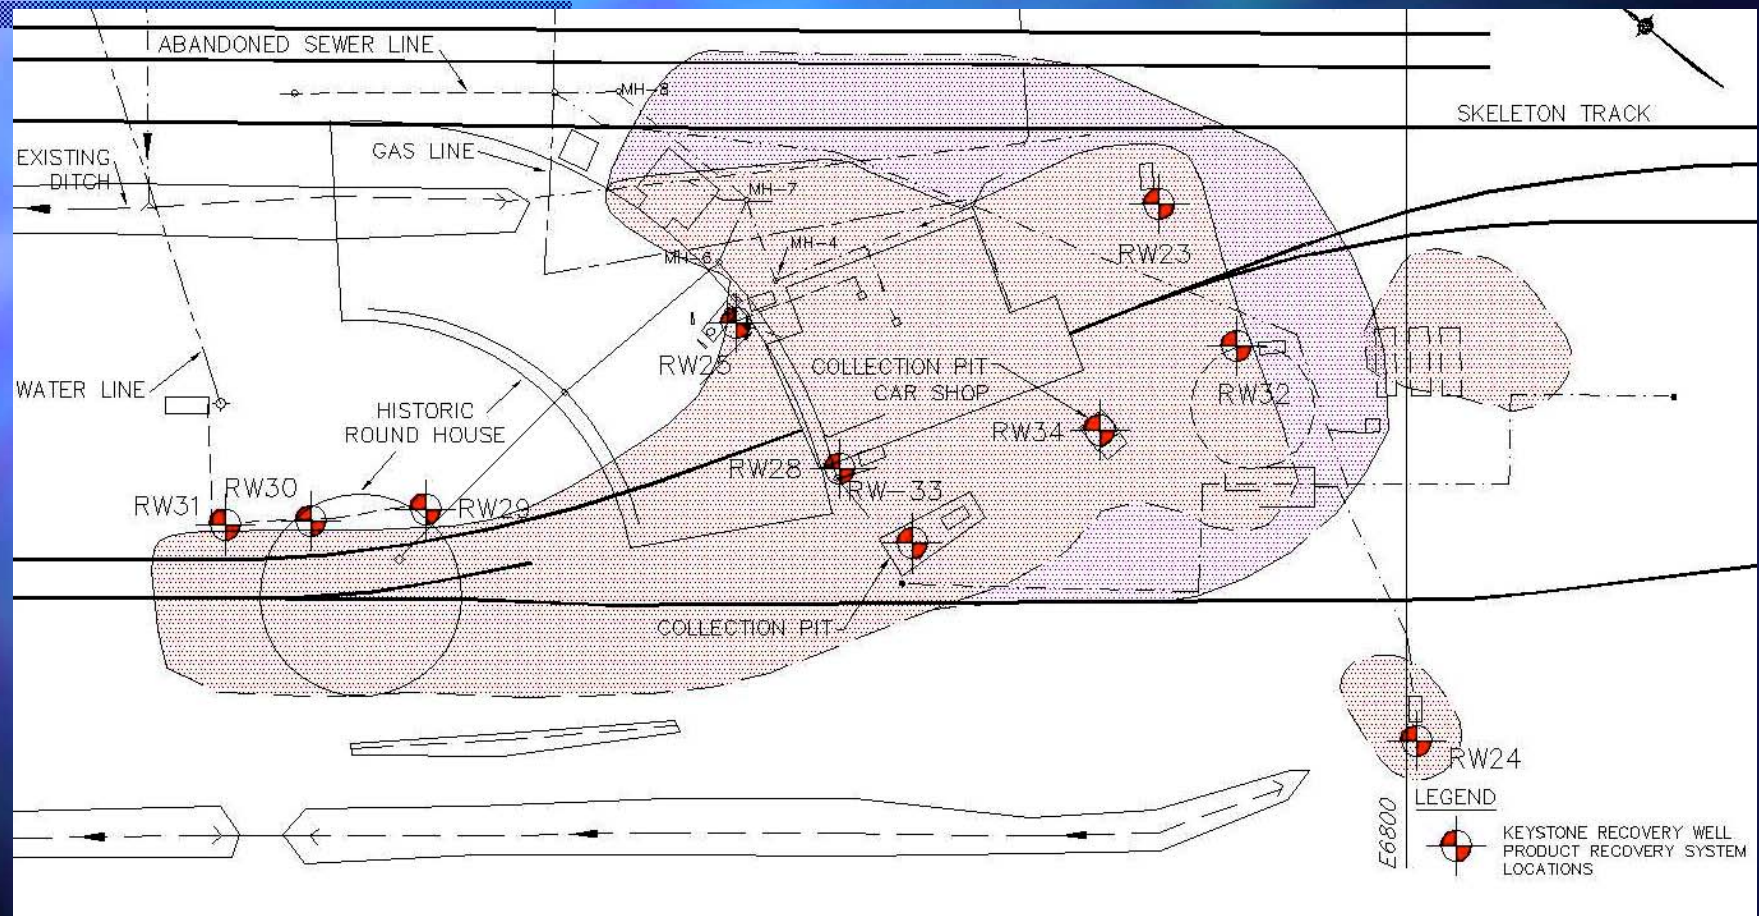 ABANDONED SEWER LINE
MH-8
SKELETON TRACK
GAS LINE
EXISTING
DITCH
MH-7
MH-4
MH-6
RW23
RW25
COLLECTION PIT
CAR SHOP
RW32
WATER LINE
HISTORIC
ROUND HOUSE
RW34
RW28
RW-33
RW31
RW30
RW29
COLLECTION PIT
RW24
LEGEND
E6800
KEYSTONE RECOVERY WELL
PRODUCT RECOVERY SYSTEM
LOCATIONS